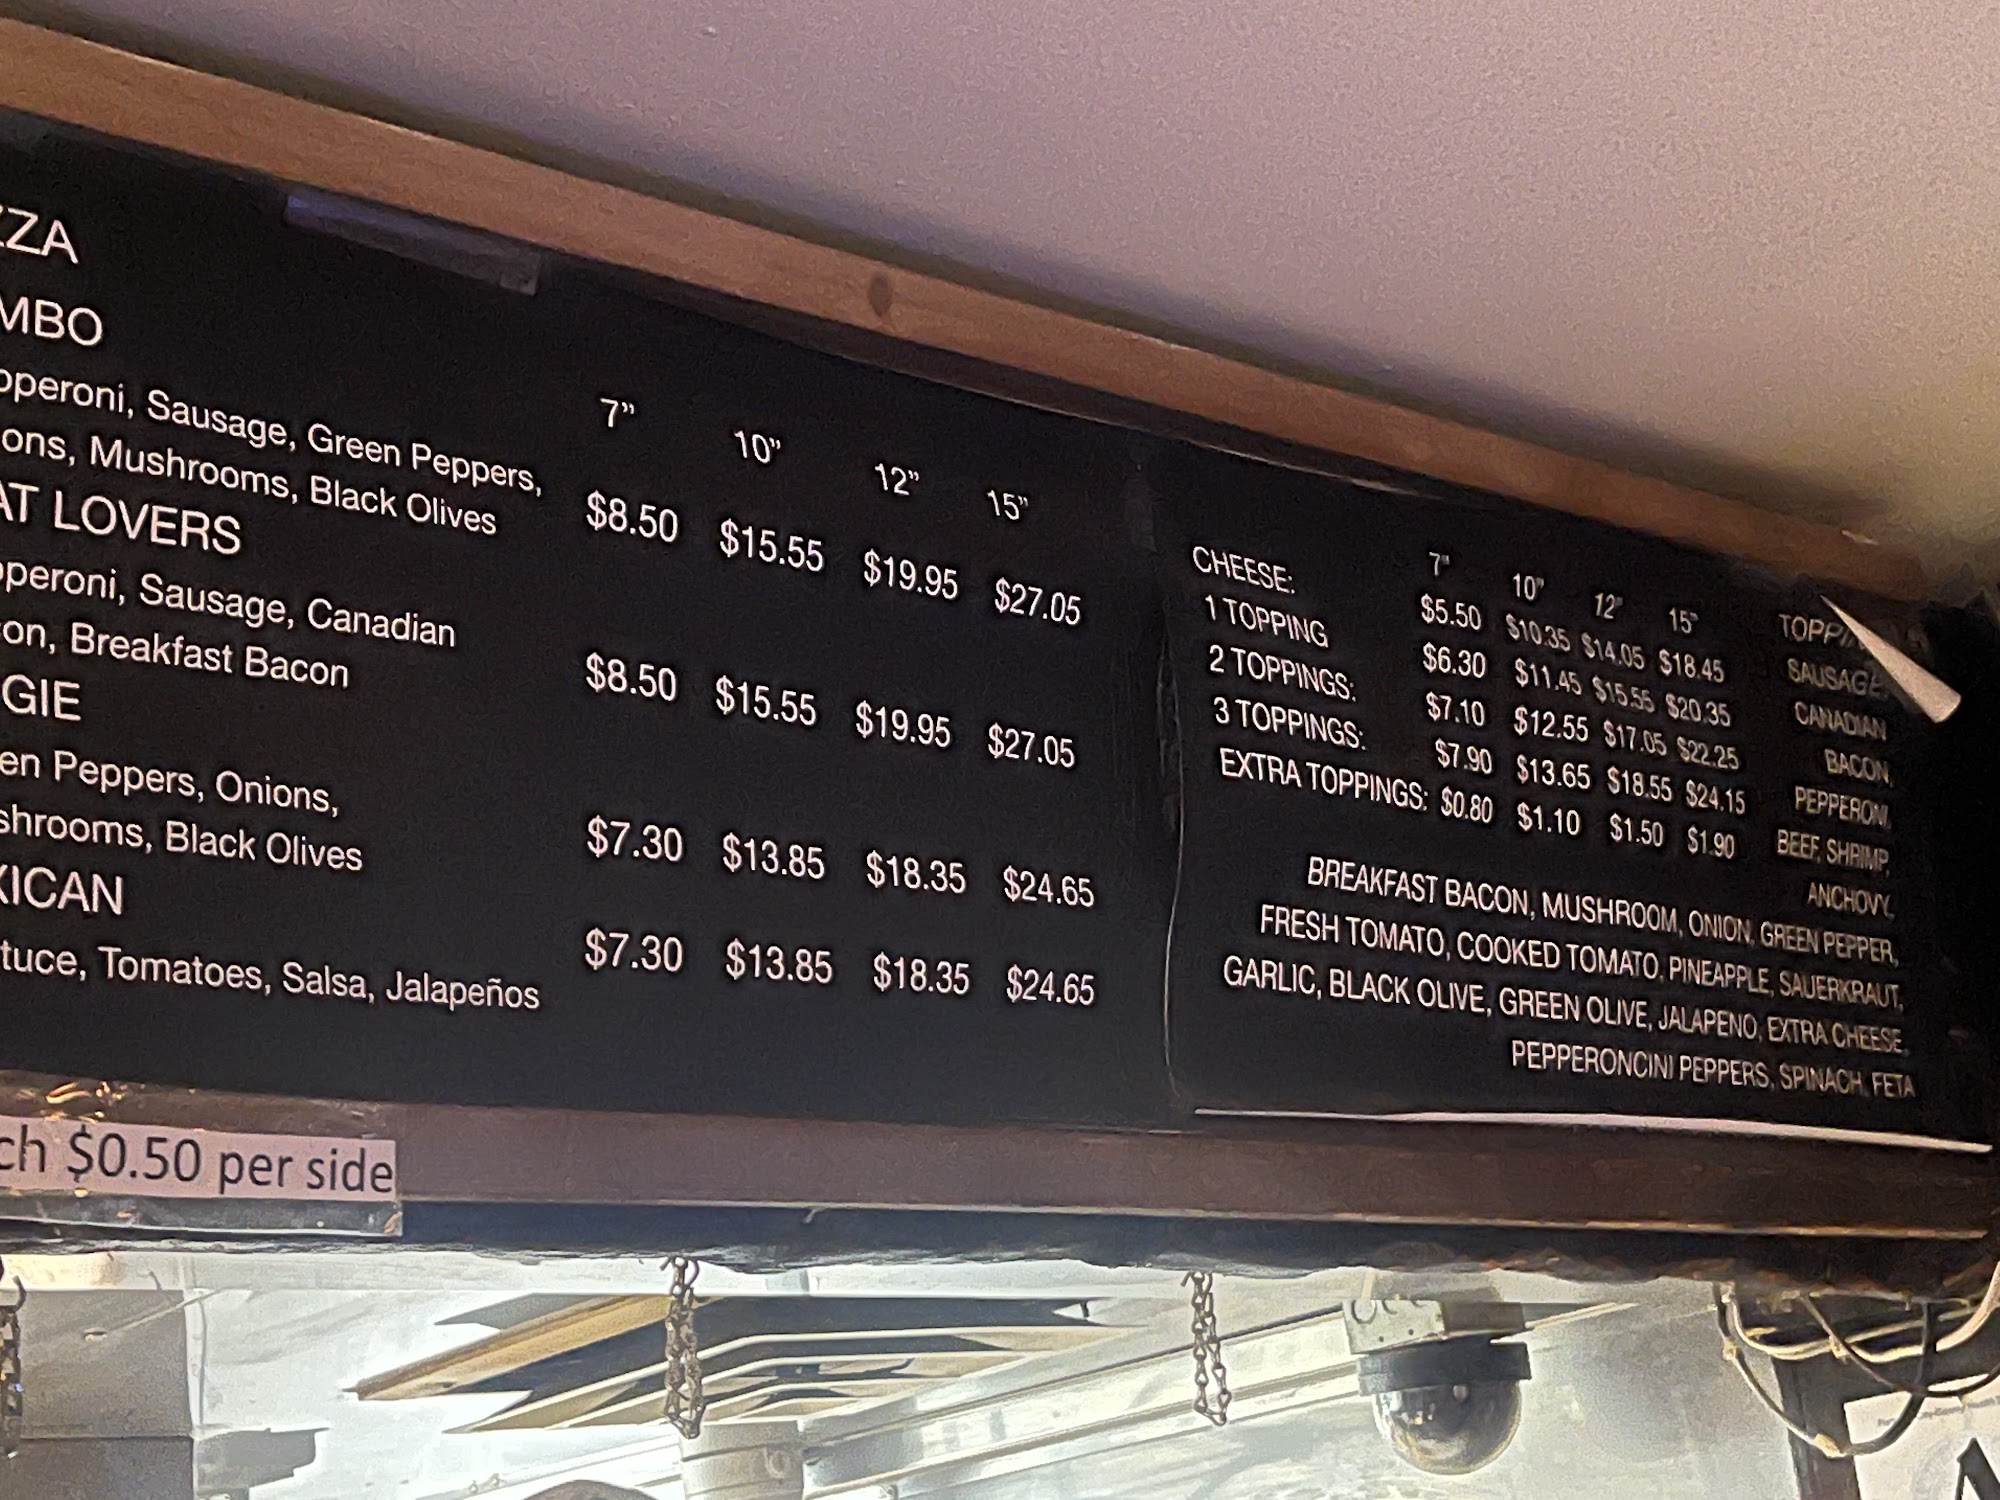 ZZA
MBO
pperoni, Sausage, Green Peppers,
ons, Mushrooms, Black Olives
7" 10" 12" 15"
$8.50 $15.55 $19.95 $27.05
AT LOVERS
pperoni, Sausage, Canadian
on, Breakfast Bacon
$8.50 $15.55 $19.95 $27.05
GIE
en Peppers, Onions,
shrooms, Black Olives
$7.30 $13.85 $18.35 $24.65
XICAN
tuce, Tomatoes, Salsa, Jalapeños
$7.30 $13.85 $18.35 $24.65
7" 10" 12" 15"
CHEESE: $5.50 $10.35 $14.05 $18.45
1 TOPPING $6.30 $11.45 $15.55 $20.35
2 TOPPINGS: $7.10 $12.55 $17.05 $22.25
3 TOPPINGS: $7.90 $13.65 $18.55 $24.15
EXTRA TOPPINGS: $0.80 $1.10 $1.50 $1.90
TOPPIN
SAUSAGE,
CANADIAN
BACON,
PEPPERONI,
BEEF, SHRIMP,
ANCHOVY,
BREAKFAST BACON, MUSHROOM, ONION, GREEN PEPPER,
FRESH TOMATO, COOKED TOMATO, PINEAPPLE, SAUERKRAUT,
GARLIC, BLACK OLIVE, GREEN OLIVE, JALAPENO, EXTRA CHEESE,
PEPPERONCINI PEPPERS, SPINACH, FETA
ch $0.50 per side